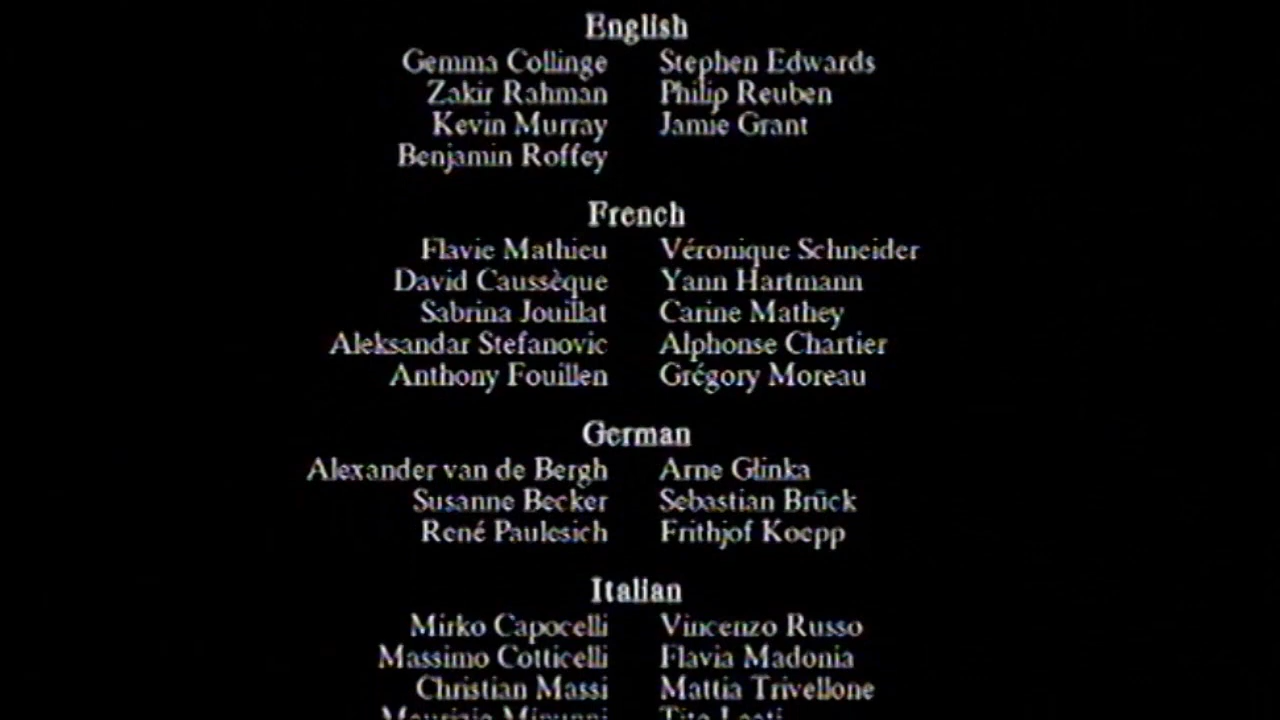 English
Gemma Collinge Stephen Edwards
Zakir Rahman Philip Reuben
Kevin Murray Jamie Grant
Benjamin Roffey
French
Flavie Mathieu Véronique Schneider
David Caussèque Yann Hartmann
Sabrina Jouillat Carine Mathey
Aleksandar Stefanovic Alphonse Chartier
Anthony Fouillen Grégory Moreau
German
Alexander van de Bergh Arne Glinka
Susanne Becker Sebastian Brück
René Paulesich Frithjof Koepp
Italian
Mirko Capocelli Vincenzo Russo
Massimo Cotticelli Flavia Madonia
Christian Massi Mattia Trivellone